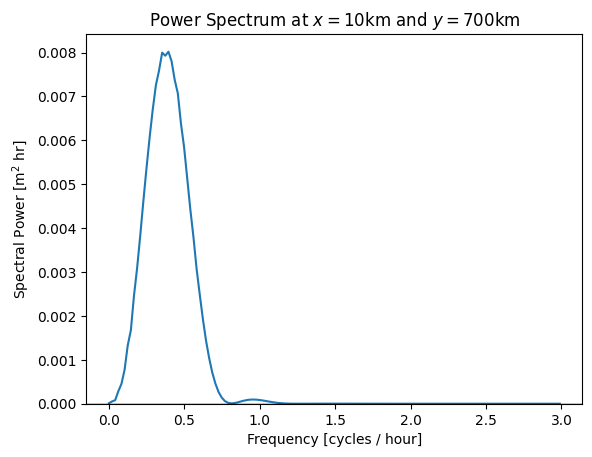 Power Spectrum at x = 10km and y = 700km
0.008
0.007
0.006
0.005
0.004
0.003
0.002
0.001
0.000
Spectral Power [m² hr]
0.0 0.5 1.0 1.5 2.0 2.5 3.0
Frequency [cycles / hour]